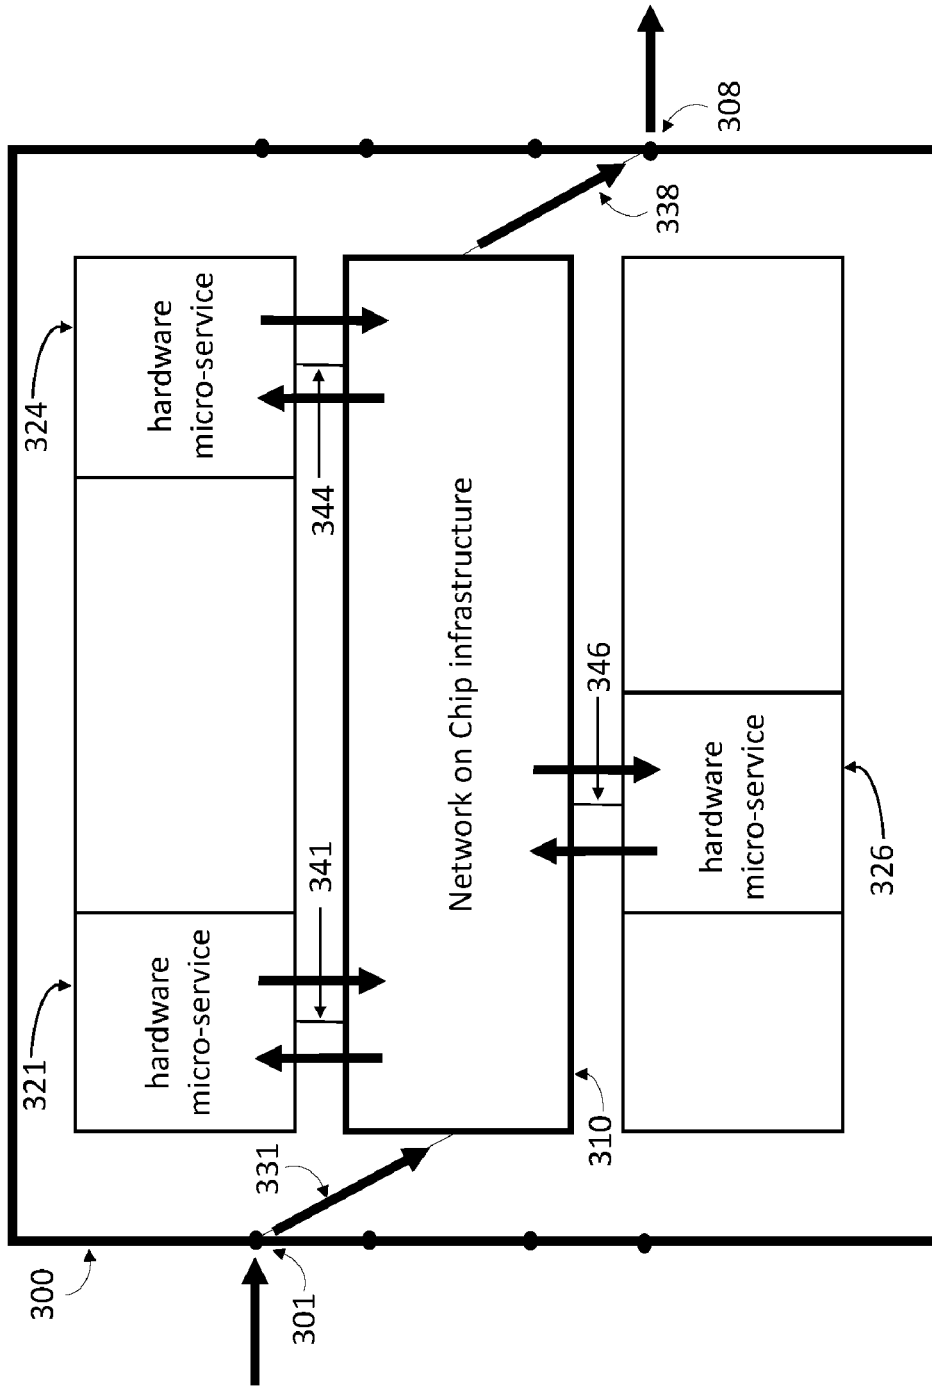 321
324
hardware
micro-service
hardware
micro-service
300
331
341
344
301
Network on Chip infrastructure
310
346
338
308
hardware
micro-service
326